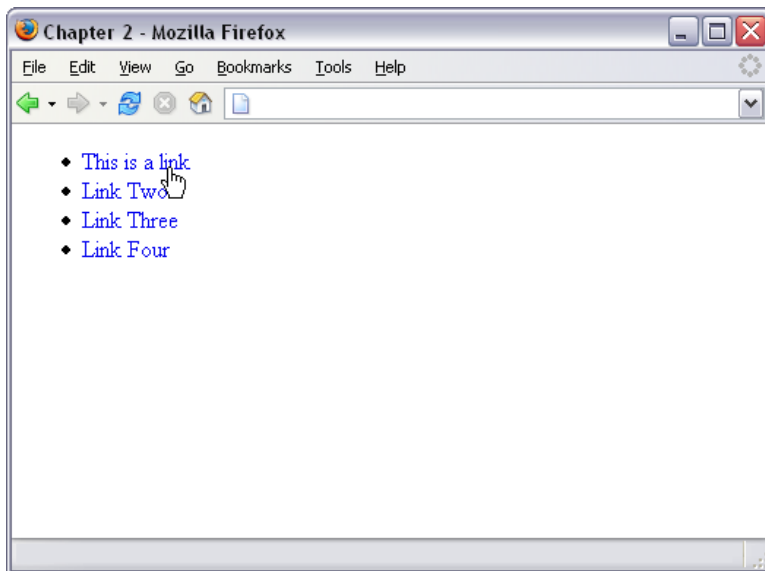 Chapter 2 - Mozilla Firefox
File Edit View Go Bookmarks Tools Help
This is a link
Link Two
Link Three
Link Four